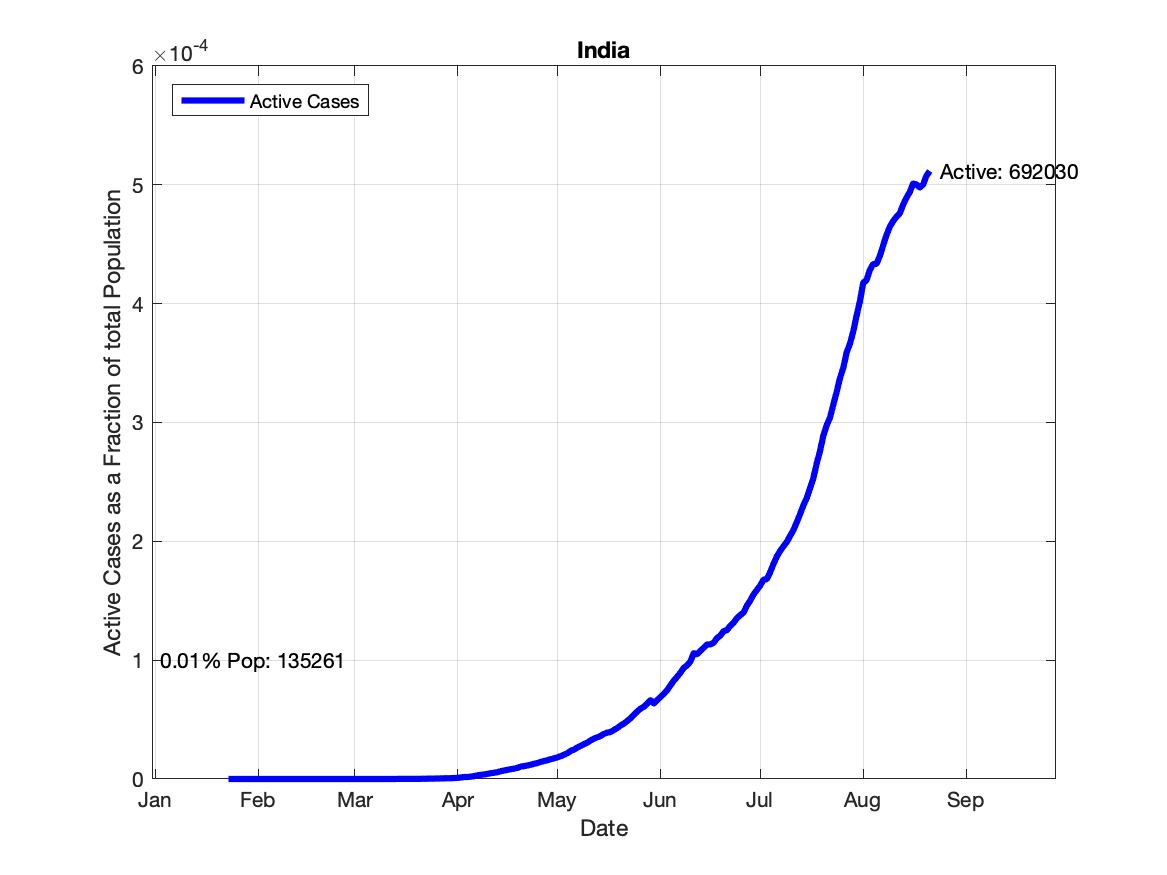 India
×10-4
6
Active Cases
Active: 692030
5
4
3
2
1
0.01% Pop: 135261
0
Active Cases as a Fraction of total Population
Jan Feb Mar Apr May Jun Jul Aug Sep
Date